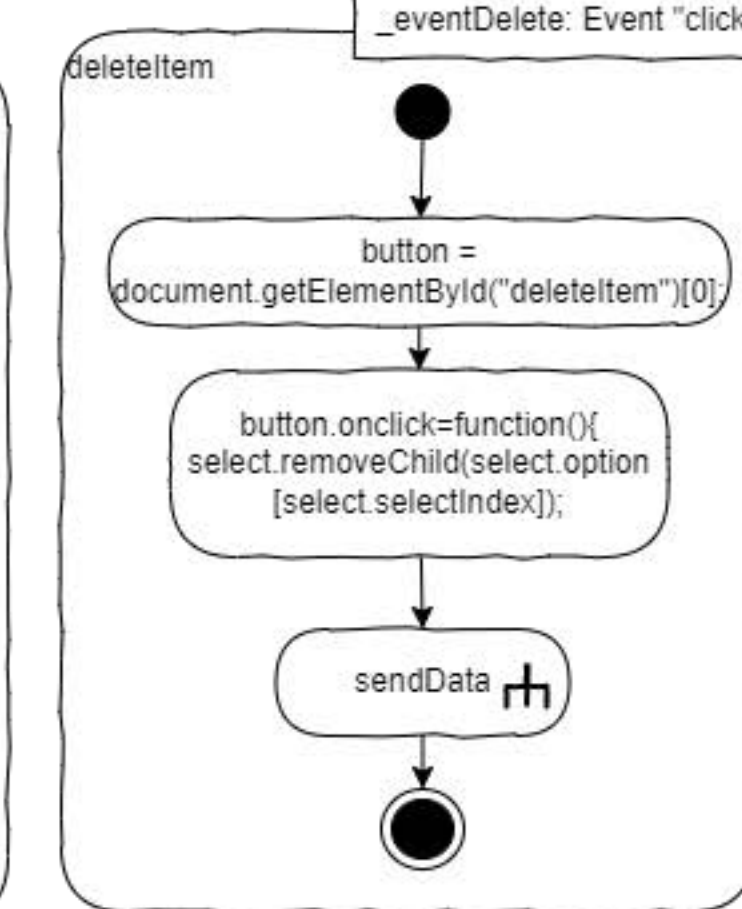 _eventDelete: Event "click
deleteItem
button =
document.getElementById("deleteItem")[0];
button.onclick=function(){
select.removeChild(select.option
[select.selectIndex]);
sendData